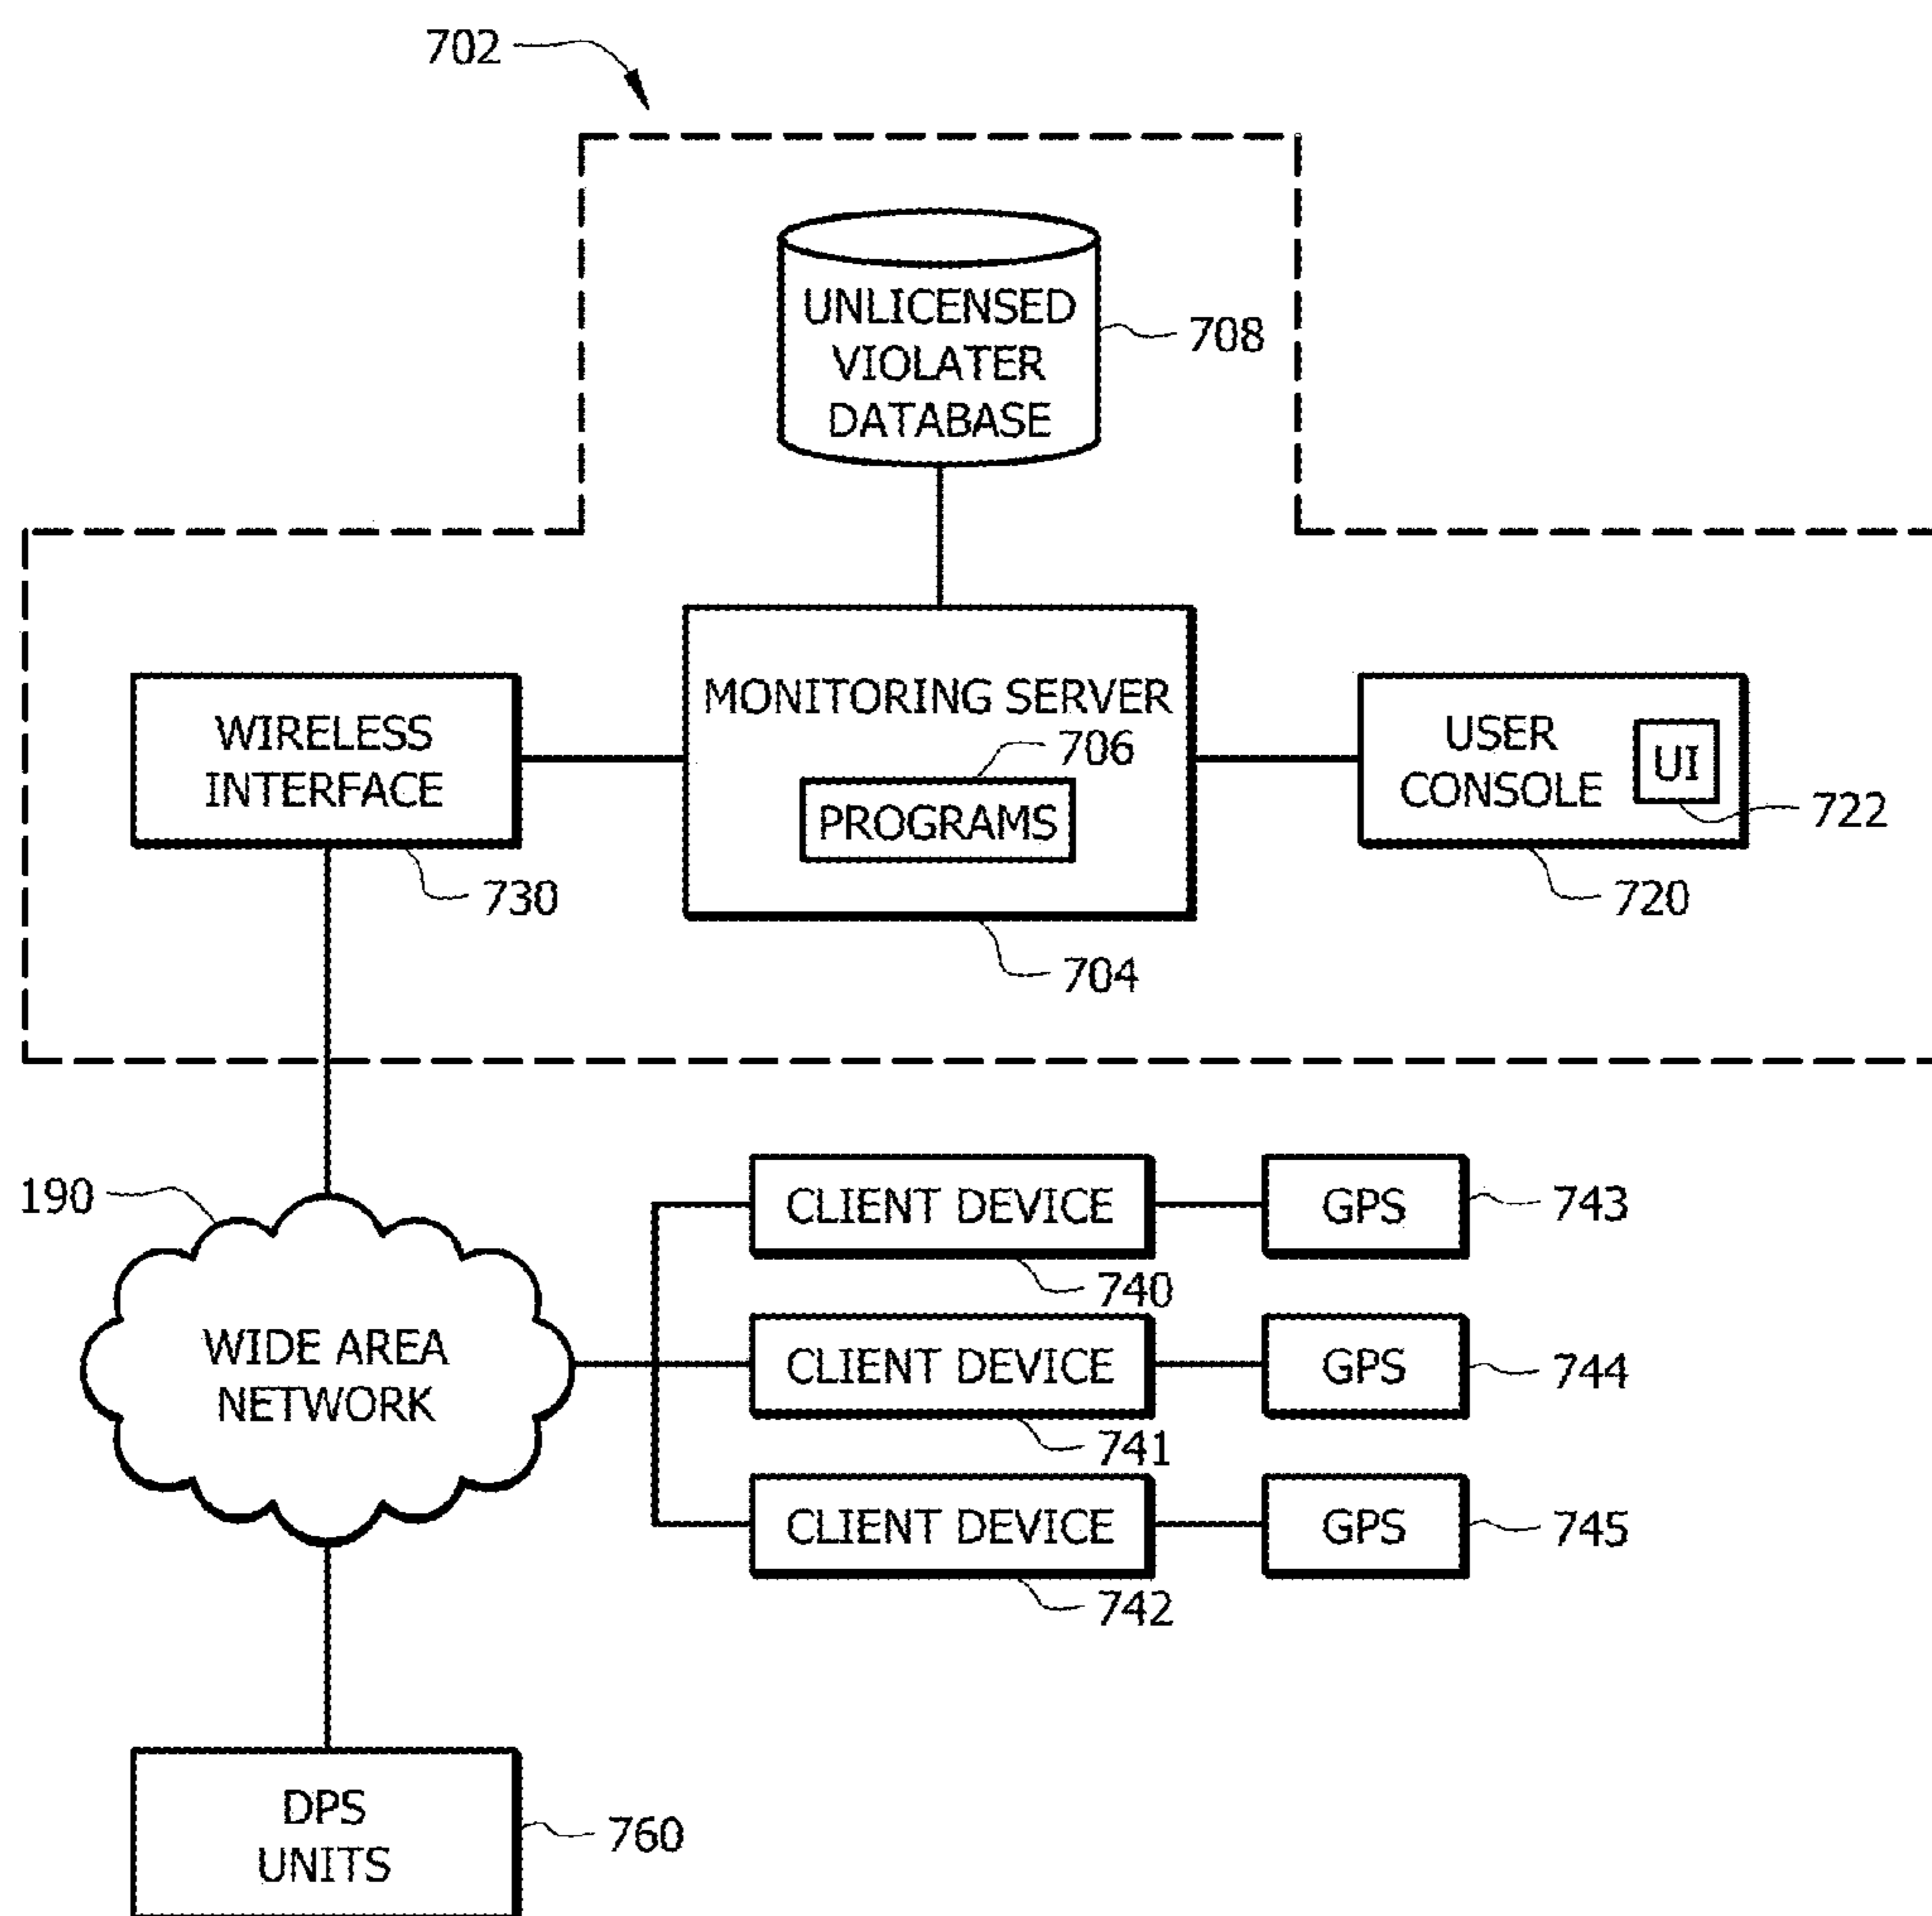 702
UNLICENSED
VIOLATER
DATABASE
708
MONITORING SERVER
706
PROGRAMS
704
WIRELESS
INTERFACE
730
USER
CONSOLE
UI
722
720
190
WIDE AREA
NETWORK
CLIENT DEVICE
740
GPS
743
CLIENT DEVICE
741
GPS
744
CLIENT DEVICE
742
GPS
745
DPS
UNITS
760